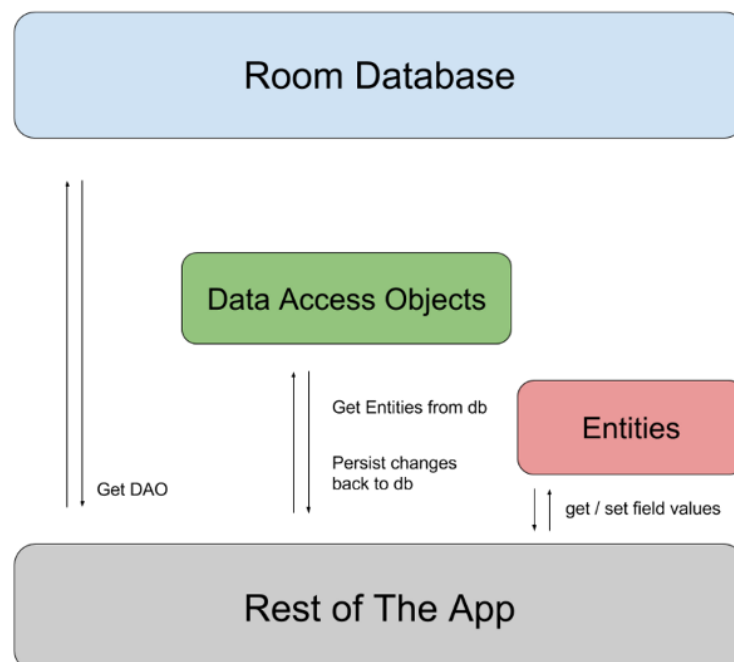 Room Database
Data Access Objects
Get Entities from db
Entities
Persist changes
back to db
Get DAO
get / set field values
Rest of The App